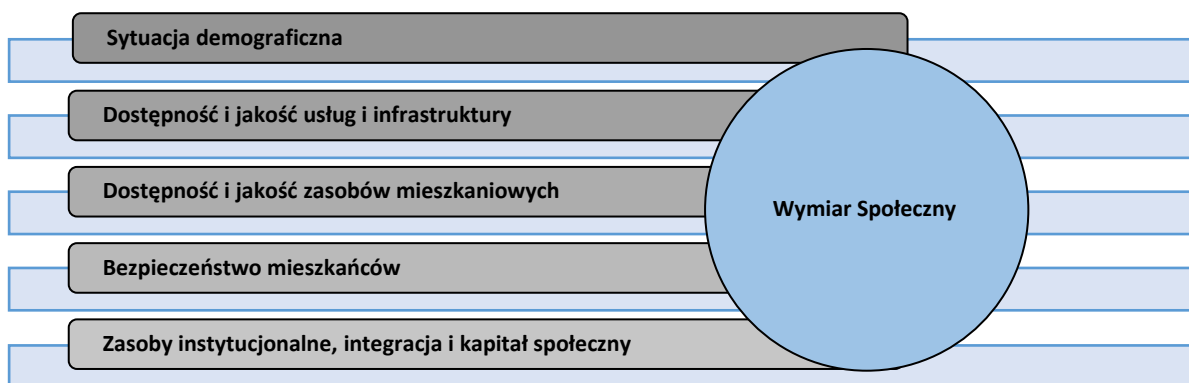 Sytuacja demograficzna
Dostępność i jakość usług i infrastruktury
Dostępność i jakość zasobów mieszkaniowych
Wymiar Społeczny
Bezpieczeństwo mieszkańców
Zasoby instytucjonalne, integracja i kapitał społeczny